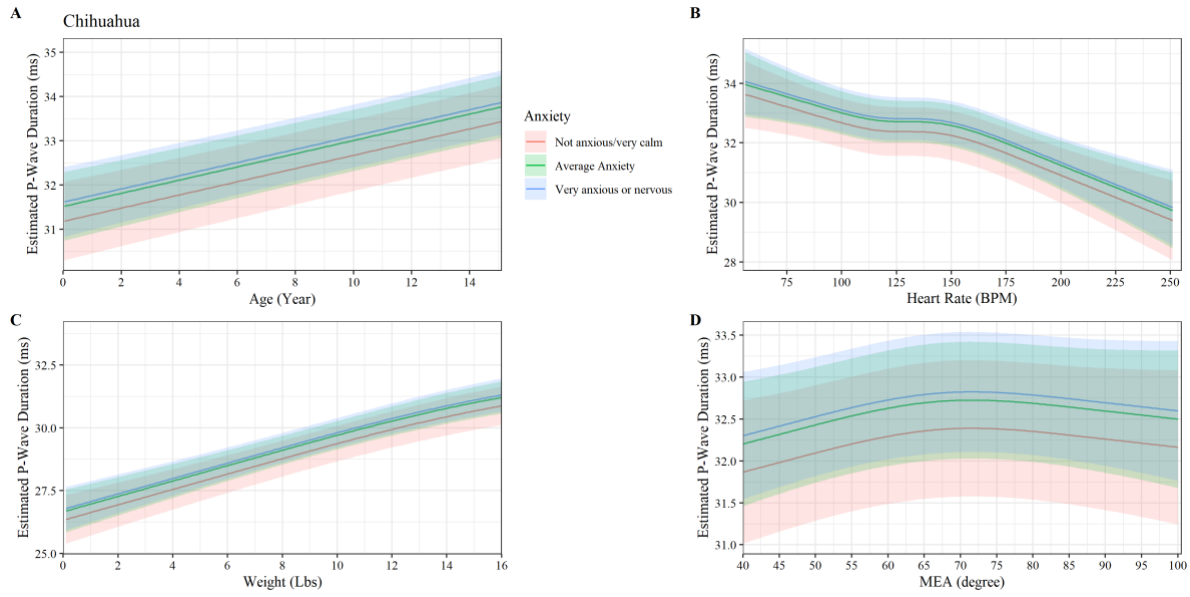 A
Chihuahua
Estimated P-Wave Duration (ms)
35
34
33
32
31
0 2 4 6 8 10 12 14
Age (Year)
Anxiety
Not anxious/very calm
Average Anxiety
Very anxious or nervous
B
Estimated P-Wave Duration (ms)
34
32
30
28
75 100 125 150 175 200 225 250
Heart Rate (BPM)
C
Estimated P-Wave Duration (ms)
32.5
30.0
27.5
25.0
0 2 4 6 8 10 12 14 16
Weight (Lbs)
D
Estimated P-Wave Duration (ms)
33.5
33.0
32.5
32.0
31.5
31.0
40 45 50 55 60 65 70 75 80 85 90 95 100
MEA (degree)